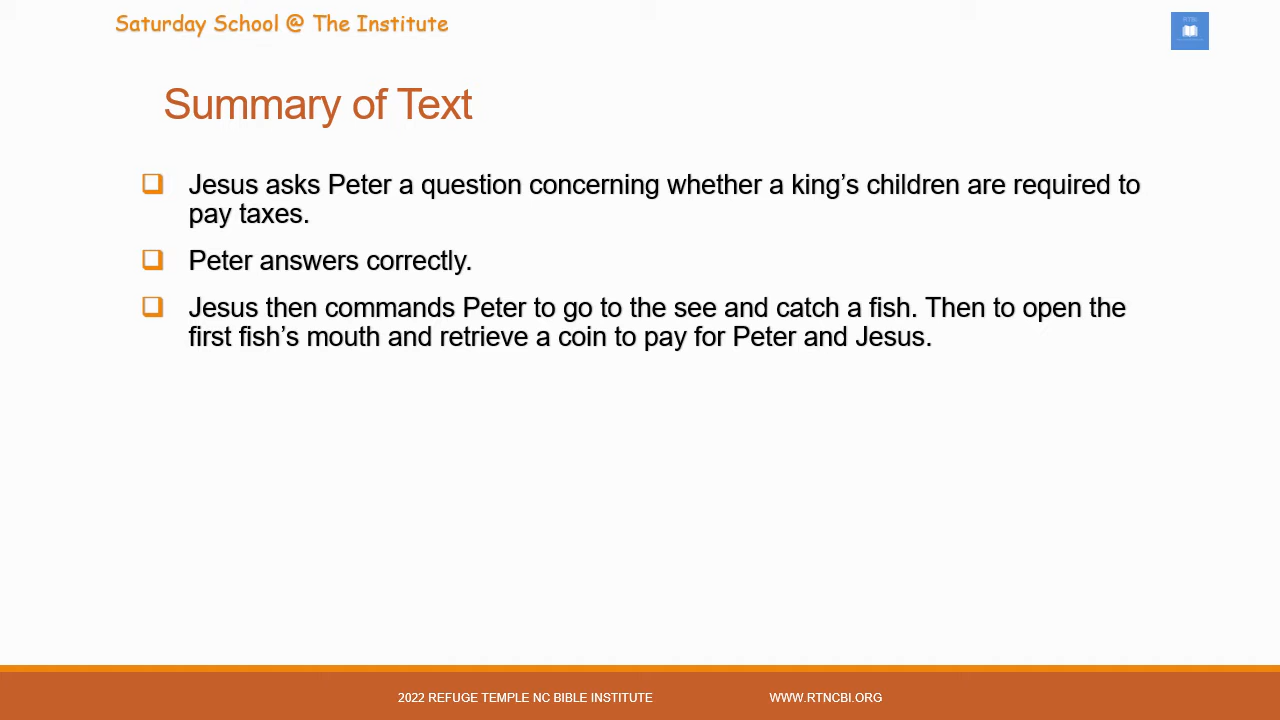 Saturday School @ The Institute
Summary of Text
Jesus asks Peter a question concerning whether a king’s children are required to
pay taxes.
Peter answers correctly.
Jesus then commands Peter to go to the see and catch a fish. Then to open the
first fish’s mouth and retrieve a coin to pay for Peter and Jesus.
2022 REFUGE TEMPLE NC BIBLE INSTITUTE
WWW.RTNCBI.ORG